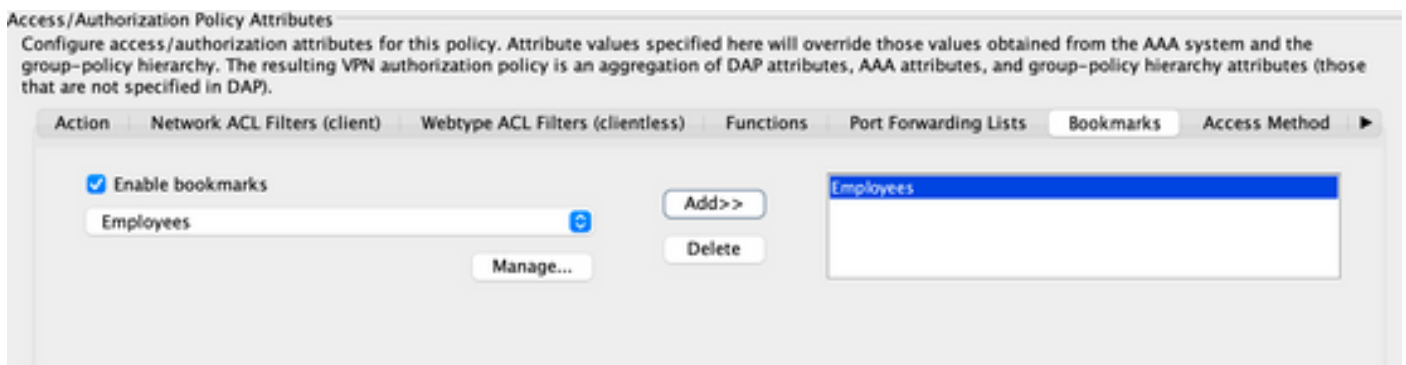 Access/Authorization Policy Attributes
Configure access/authorization attributes for this policy. Attribute values specified here will override those values obtained from the AAA system and the
group-policy hierarchy. The resulting VPN authorization policy is an aggregation of DAP attributes, AAA attributes, and group-policy hierarchy attributes (those
that are not specified in DAP).
Action Network ACL Filters (client) Webtype ACL Filters (clientless) Functions Port Forwarding Lists Bookmarks Access Method
Enable bookmarks
Employees
Manage...
Add>>
Delete
Employees